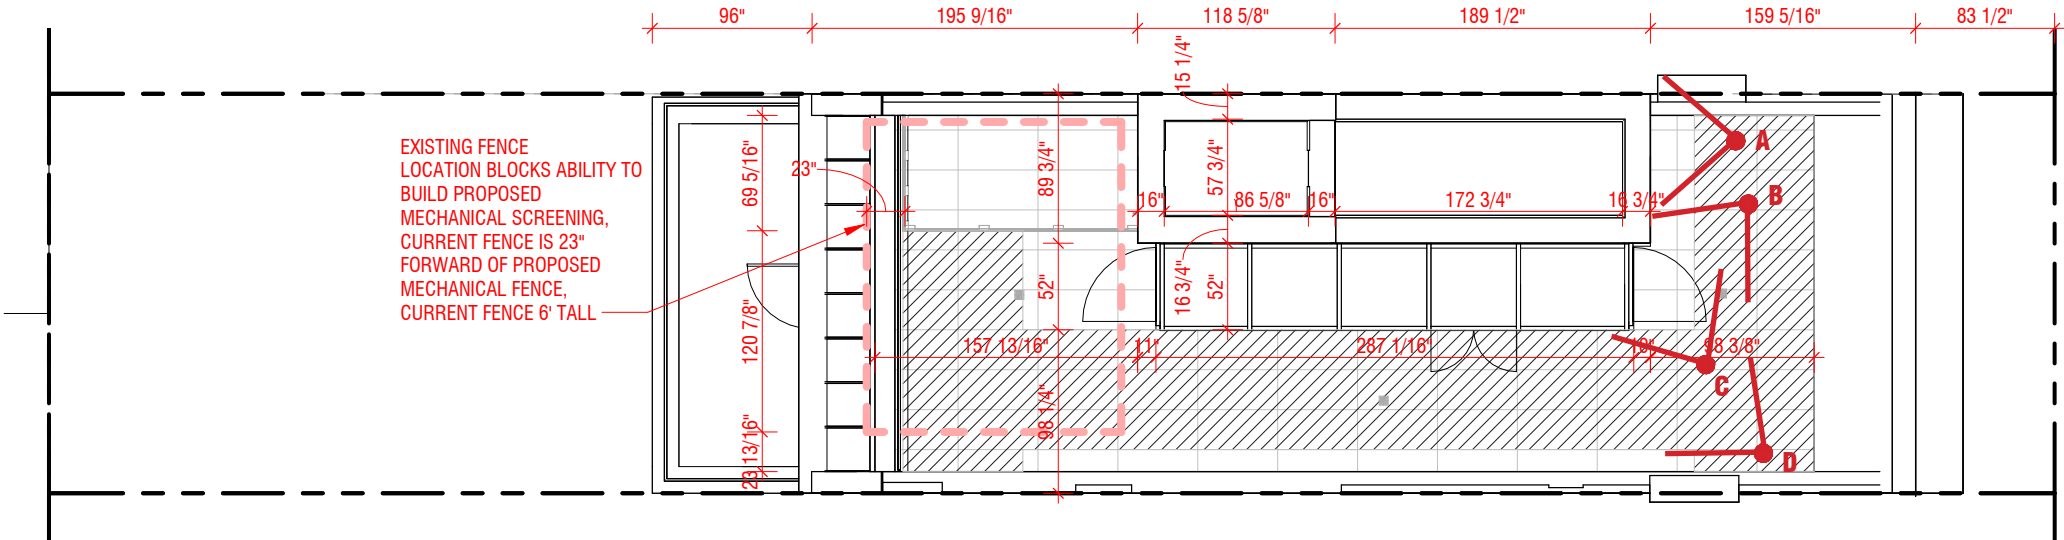 96"
195 9/16"
118 5/8"
189 1/2"
159 5/16"
83 1/2"
15 1/4"
EXISTING FENCE
LOCATION BLOCKS ABILITY TO
BUILD PROPOSED
MECHANICAL SCREENING,
CURRENT FENCE IS 23"
FORWARD OF PROPOSED
MECHANICAL FENCE,
CURRENT FENCE 6' TALL
69 5/16"
23"
89 3/4"
57 3/4"
A
B
16"
86 5/8"
16"
172 3/4"
16 3/4"
120 7/8"
52"
16 3/4"
52"
157 13/16"
11"
287 1/16"
98 3/8"
C
98 1/4"
23 13/16"
D